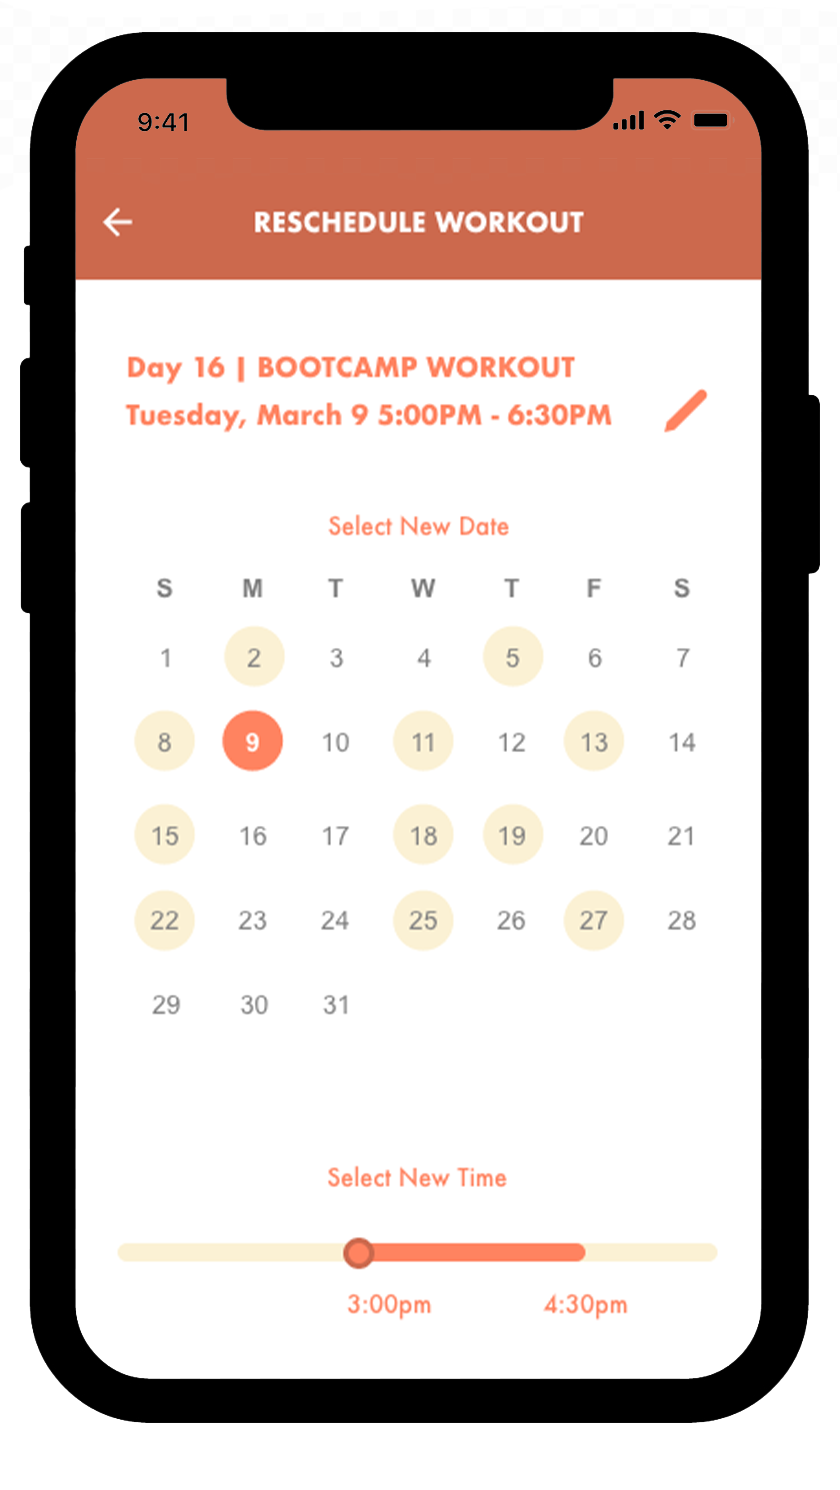 9:41
RESCHEDULE WORKOUT
Day 16 | BOOTCAMP WORKOUT
Tuesday, March 9 5:00PM - 6:30PM
Select New Date
S M T W T F S
1 2 3 4 5 6 7
8 9 10 11 12 13 14
15 16 17 18 19 20 21
22 23 24 25 26 27 28
29 30 31
Select New Time
3:00pm 4:30pm